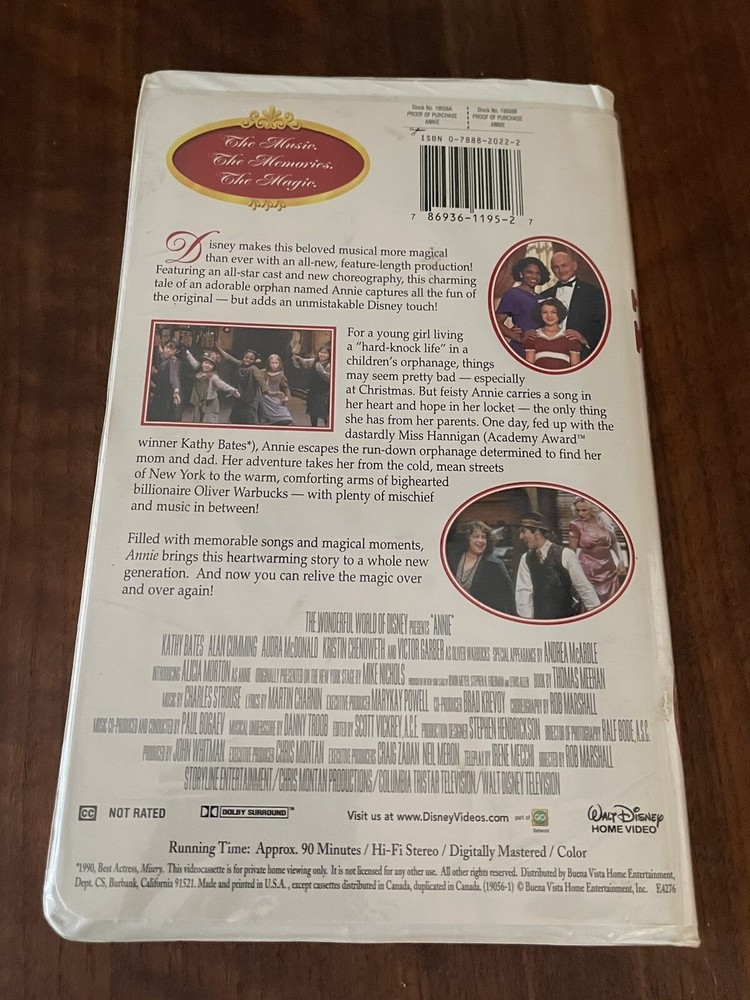 The Music.
The Memories.
The Magic.
Stock No. 19056A
PROOF OF PURCHASE
ANNIE
Stock No. 19056B
PROOF OF PURCHASE
ANNIE
ISBN 0-7888-2022-2
7 86936-1195-2 7
Disney makes this beloved musical more magical
than ever with an all-new, feature-length production!
Featuring an all-star cast and new choreography, this charming
tale of an adorable orphan named Annie captures all the fun of
the original — but adds an unmistakable Disney touch!
For a young girl living
a “hard-knock life” in a
children's orphanage, things
may seem pretty bad — especially
at Christmas. But feisty Annie carries a song in
her heart and hope in her locket — the only thing
she has from her parents. One day, fed up with the
dastardly Miss Hannigan (Academy Award™
winner Kathy Bates*), Annie escapes the run-down orphanage determined to find her
mom and dad. Her adventure takes her from the cold, mean streets
of New York to the warm, comforting arms of bighearted
billionaire Oliver Warbucks — with plenty of mischief
and music in between!
Filled with memorable songs and magical moments,
Annie brings this heartwarming story to a whole new
generation. And now you can relive the magic over
and over again!
THE WONDERFUL WORLD OF DISNEY PRESENTS "ANNIE"
KATHY BATES ALAN CUMMING AUDRA McDONALD KRISTIN CHENOWETH AND VICTOR GARBER AS OLIVER WARBUCKS SPECIAL APPEARANCE BY ANDREA McARDLE
INTRODUCING ALICIA MORTON AS ANNIE ORIGINALLY PRESENTED ON THE NEW YORK STAGE BY MIKE NICHOLS BOOK BY THOMAS MEEHAN
MUSIC BY CHARLES STROUSE LYRICS BY MARTIN CHARNIN EXECUTIVE PRODUCER MARYKAY POWELL CO-PRODUCER BRAD KREVOY CHOREOGRAPHY BY ROB MARSHALL
MUSIC CO-PRODUCED AND CONDUCTED BY PAUL BOGAEV MUSICAL UNDERSCORE BY DANNY TROOB EDITED BY SCOTT VICKREY, A.C.E. PRODUCTION DESIGNER STEPHEN HENDRICKSON DIRECTOR OF PHOTOGRAPHY RALF BODE, A.S.C.
PRODUCED BY JOHN WHITMAN EXECUTIVE PRODUCER CHRIS MONTAN EXECUTIVE PRODUCERS CRAIG ZADAN NEIL MERON TELEPLAY BY IRENE MECCHI DIRECTED BY ROB MARSHALL
STORYLINE ENTERTAINMENT/CHRIS MONTAN PRODUCTIONS/COLUMBIA TRISTAR TELEVISION/WALT DISNEY TELEVISION
CC NOT RATED DOLBY SURROUND™ Visit us at www.DisneyVideos.com part of GO Network WALT DISNEY
HOME VIDEO
Running Time: Approx. 90 Minutes / Hi-Fi Stereo / Digitally Mastered / Color
*1990, Best Actress, Misery. This videocassette is for private home viewing only. It is not licensed for any other use. All other rights reserved. Distributed by Buena Vista Home Entertainment,
Dept. CS, Burbank, California 91521. Made and printed in U.S.A., except cassettes distributed in Canada, duplicated in Canada. (19056-1) © Buena Vista Home Entertainment, Inc. E4276